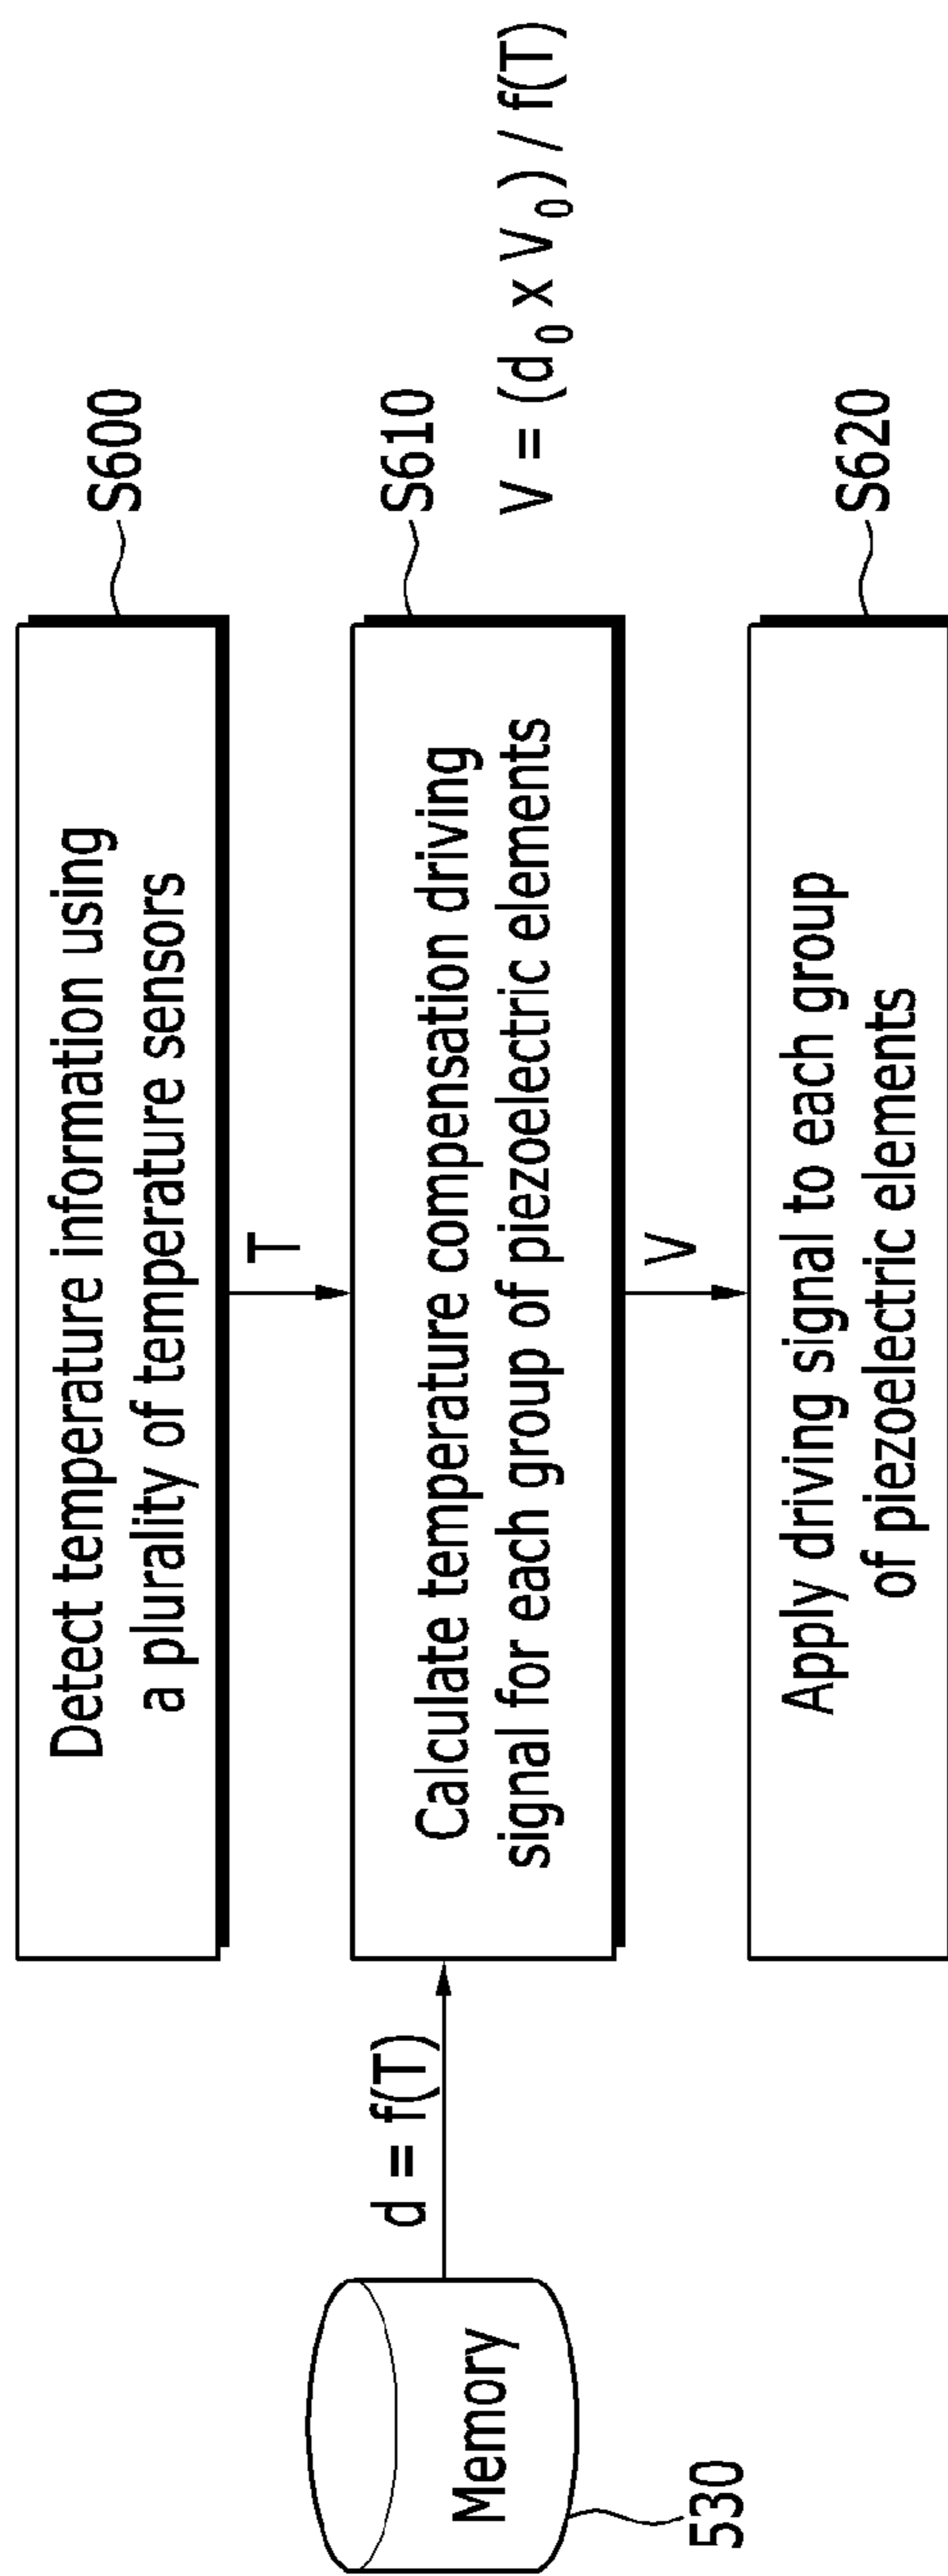 Detect temperature information using
a plurality of temperature sensors
S600
T
d = f(T)
Memory
530
Calculate temperature compensation driving
signal for each group of piezoelectric elements
S610
V = (d₀ x V₀) / f(T)
V
Apply driving signal to each group
of piezoelectric elements
S620